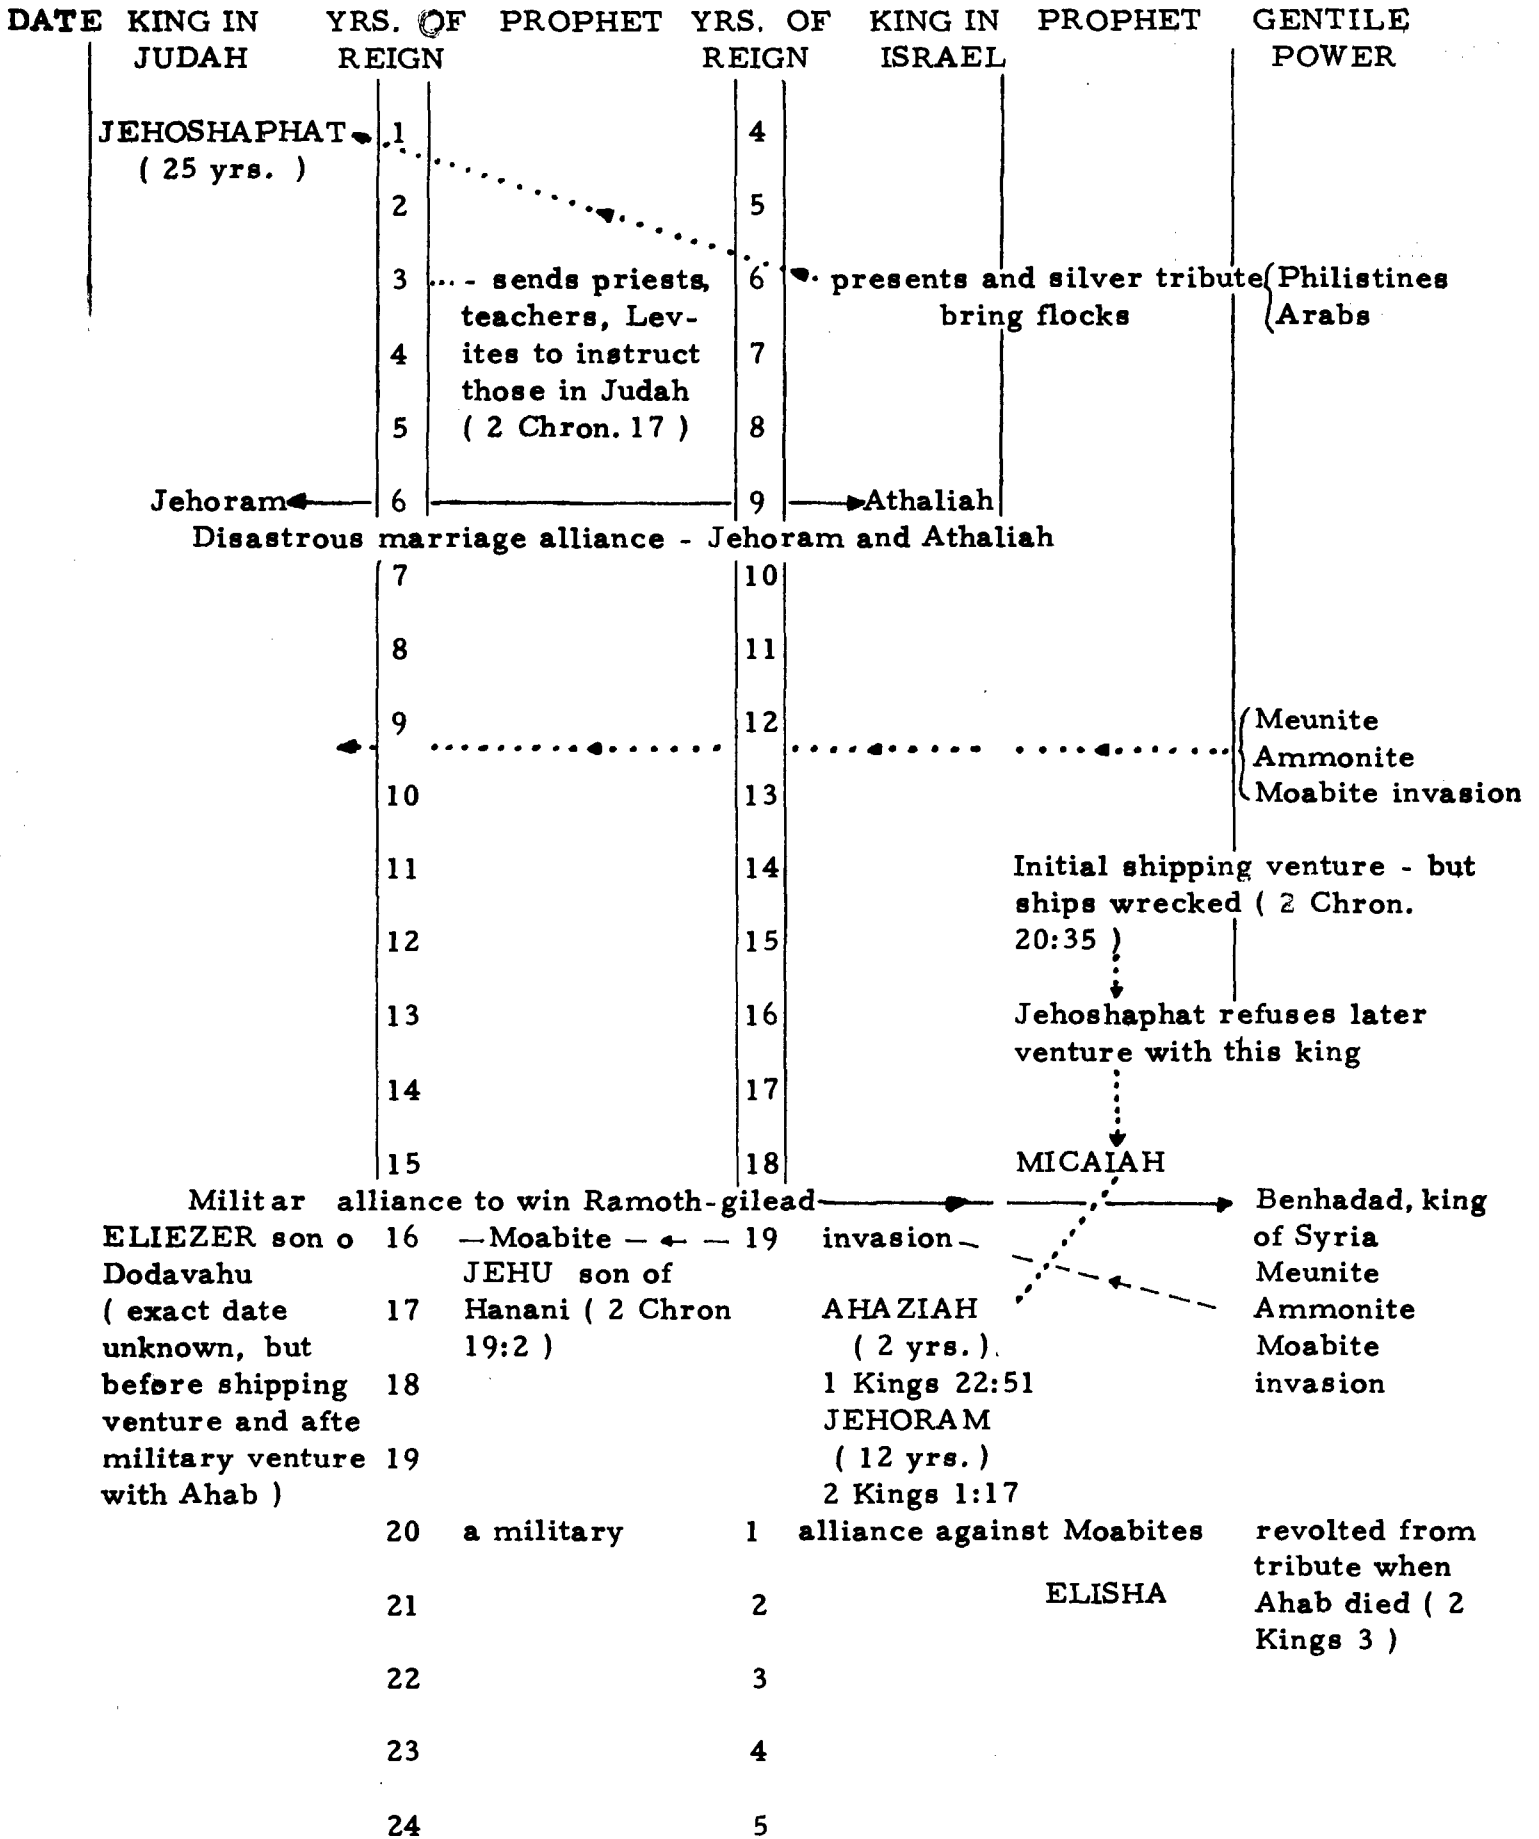 DATE KING IN YRS. OF PROPHET YRS. OF KING IN PROPHET GENTILE
JUDAH REIGN REIGN ISRAEL POWER
JEHOSHAPHAT 1 4
( 25 yrs. )
2 5
3 ... - sends priests, 6 presents and silver tribute Philistines
teachers, Lev- bring flocks Arabs
4 ites to instruct 7
those in Judah
5 ( 2 Chron. 17 ) 8
Jehoram 6 9 Athaliah
Disastrous marriage alliance - Jehoram and Athaliah
7 10
8 11
9 12 Meunite
Ammonite
10 13 Moabite invasion
11 14 Initial shipping venture - but
ships wrecked ( 2 Chron.
12 15 20:35 )
13 16 Jehoshaphat refuses later
venture with this king
14 17
15 18 MICAIAH
Militar alliance to win Ramoth-gilead Benhadad, king
ELIEZER son o 16 - Moabite - - 19 invasion of Syria
Dodavahu JEHU son of Meunite
( exact date 17 Hanani ( 2 Chron AHAZIAH Ammonite
unknown, but 19:2 ) ( 2 yrs. ) Moabite
before shipping 18 1 Kings 22:51 invasion
venture and afte JEHORAM
military venture 19 ( 12 yrs. )
with Ahab ) 2 Kings 1:17
20 a military 1 alliance against Moabites revolted from
tribute when
21 2 ELISHA Ahab died ( 2
Kings 3 )
22 3
23 4
24 5